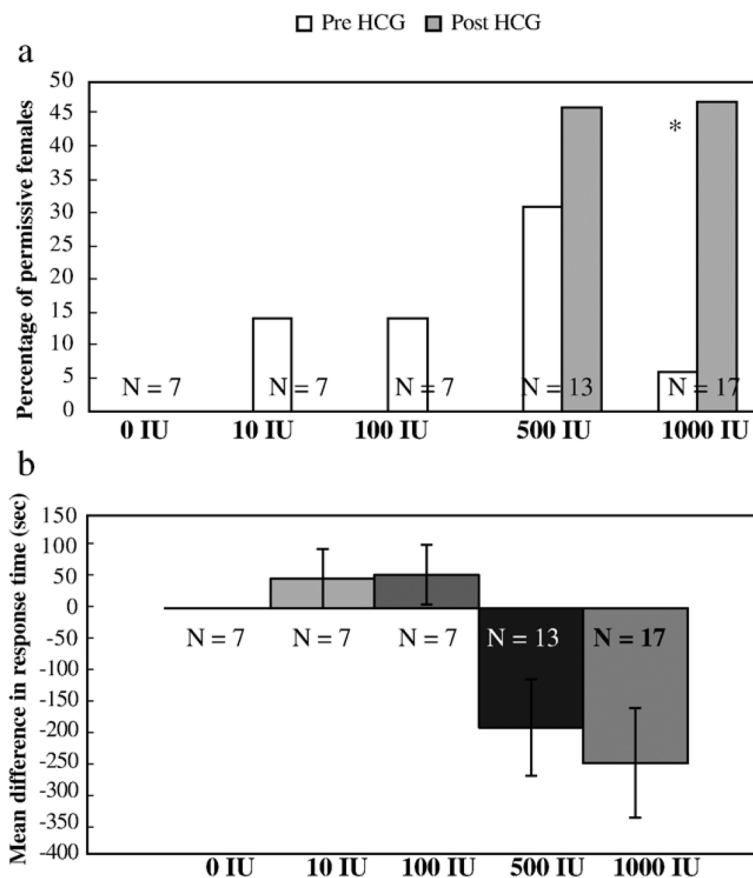 Pre HCG Post HCG
a
Percentage of permissive females
50
45
40
35
30
25
20
15
10
5
0
*
N = 7 N = 7 N = 7 N = 13 N = 17
0 IU 10 IU 100 IU 500 IU 1000 IU
b
Mean difference in response time (sec)
150
100
50
0
-50
-100
-150
-200
-250
-300
-350
-400
N = 7 N = 7 N = 7 N = 13 N = 17
0 IU 10 IU 100 IU 500 IU 1000 IU